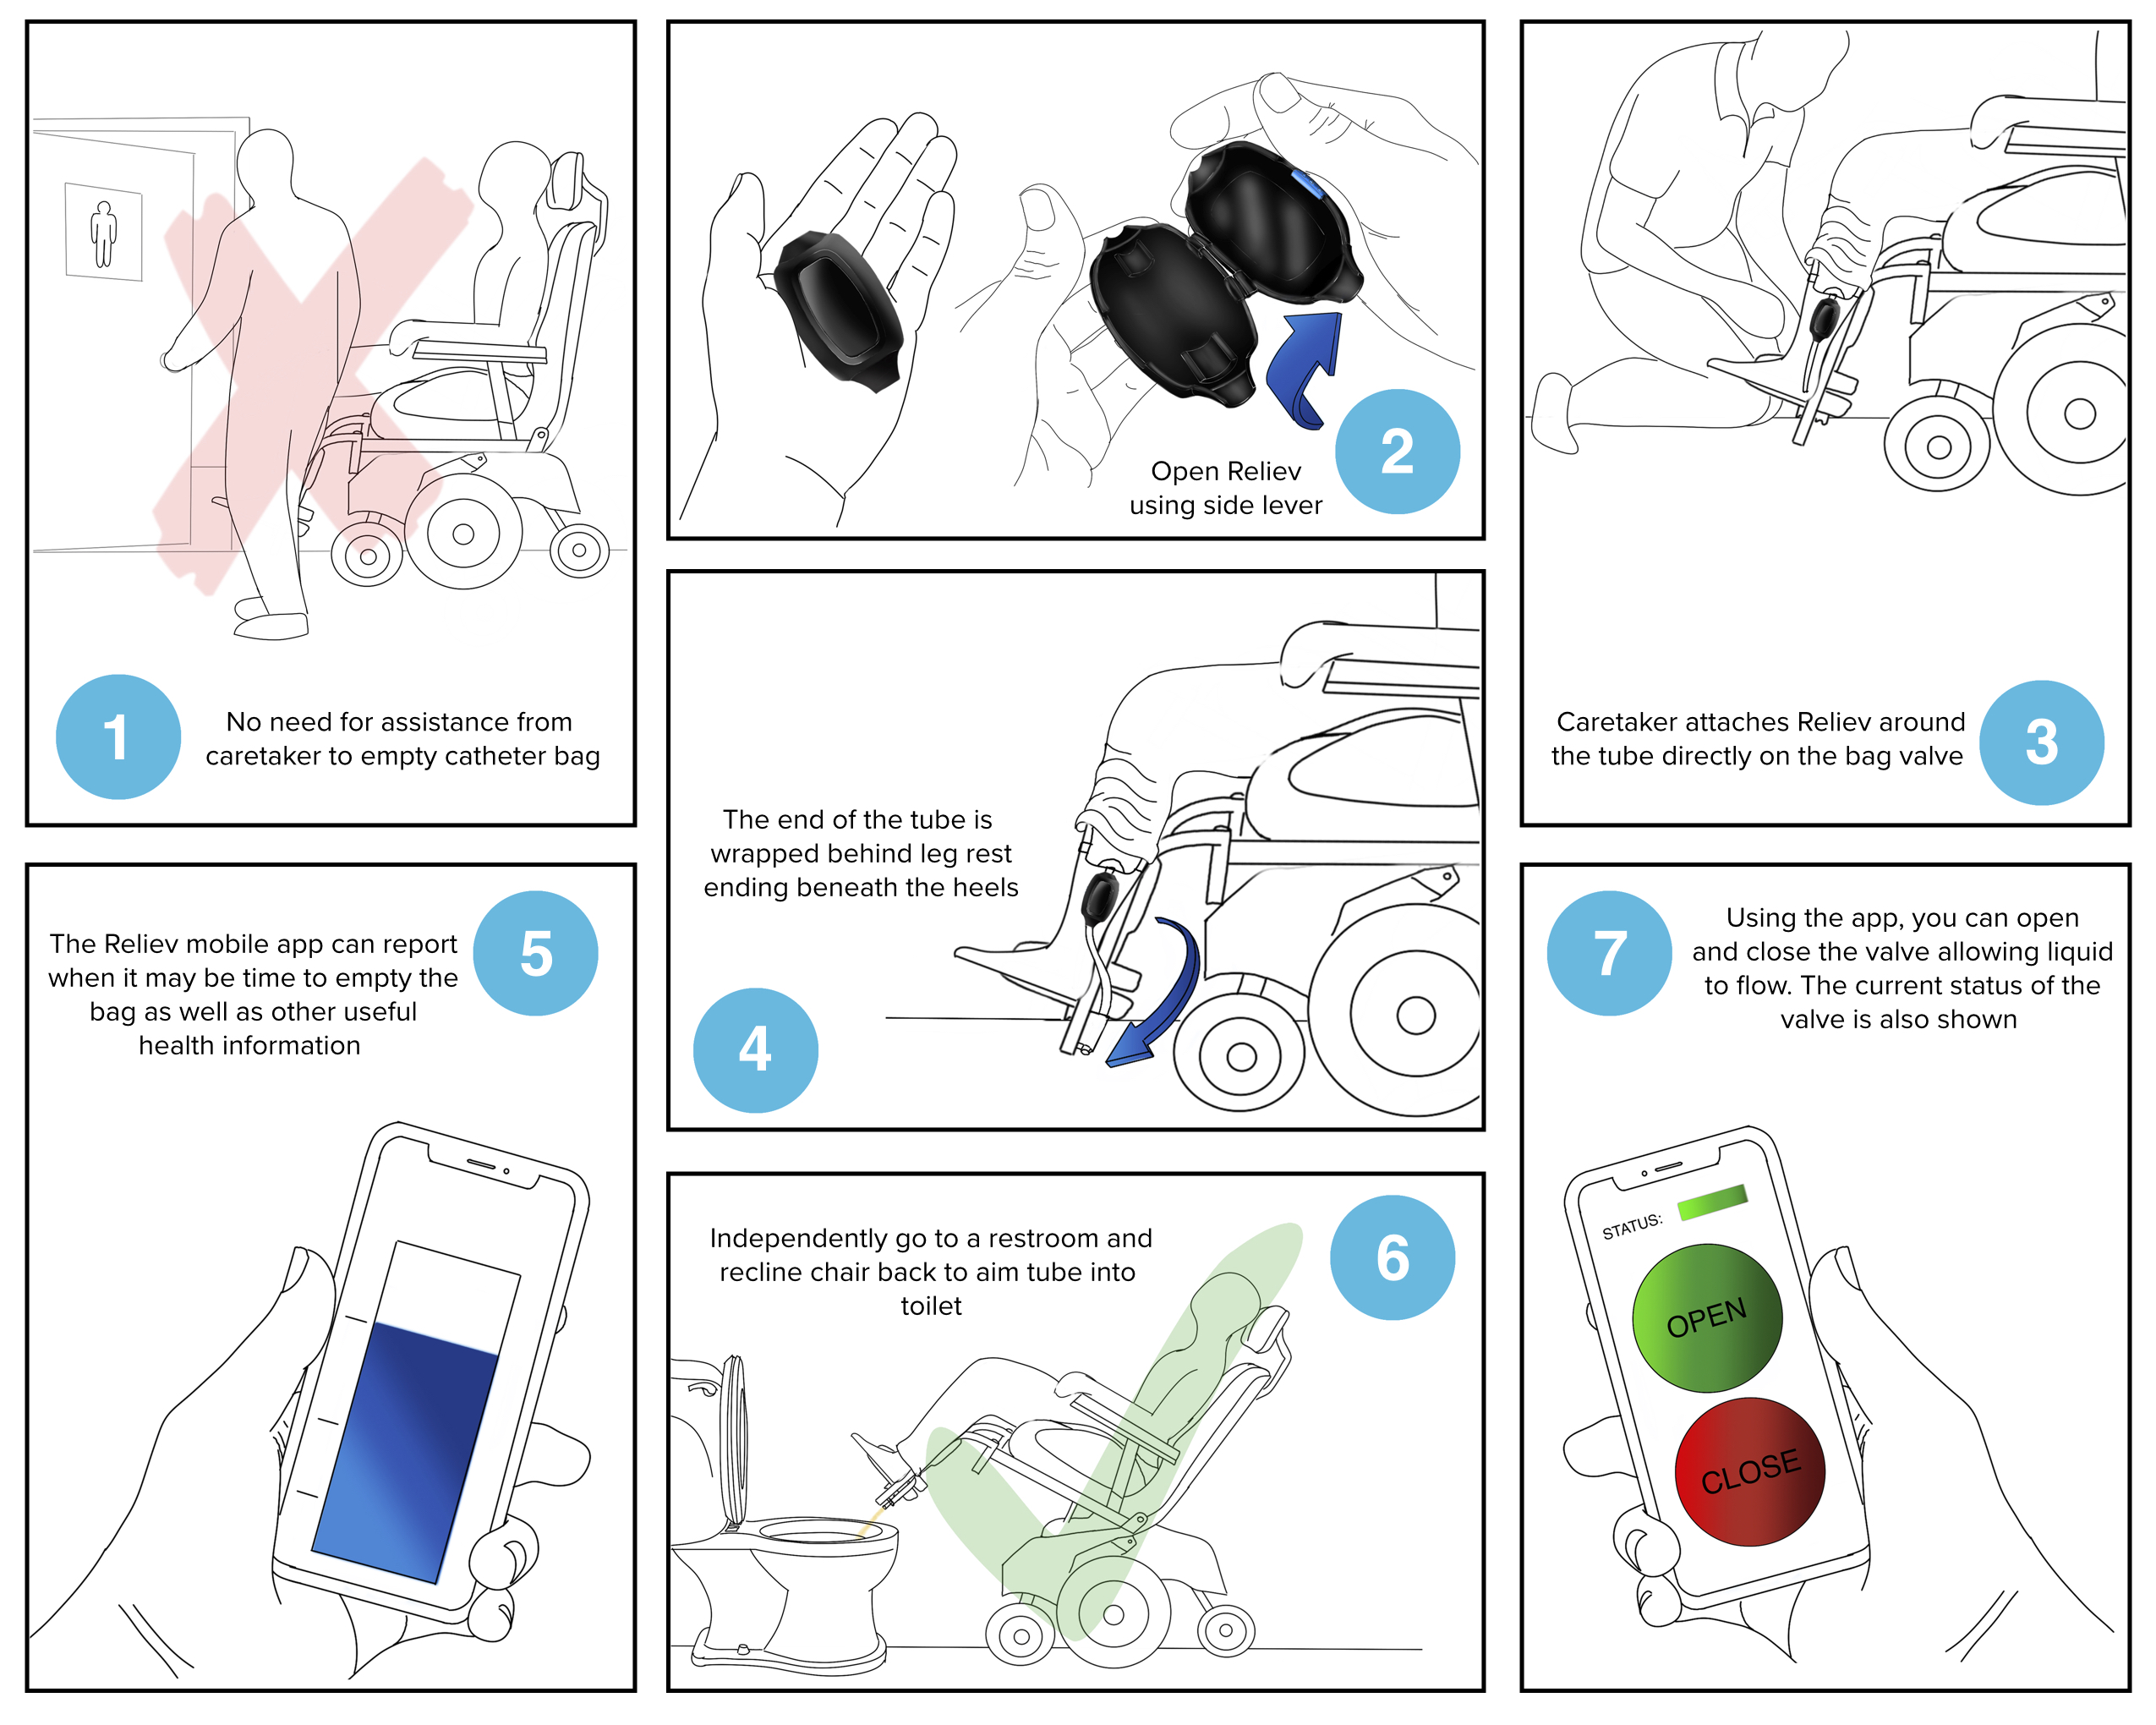 1
No need for assistance from
caretaker to empty catheter bag
Open Reliev
using side lever
2
Caretaker attaches Reliev around
the tube directly on the bag valve
3
The end of the tube is
wrapped behind leg rest
ending beneath the heels
4
The Reliev mobile app can report
when it may be time to empty the
bag as well as other useful
health information
5
Independently go to a restroom and
recline chair back to aim tube into
toilet
6
7
Using the app, you can open
and close the valve allowing liquid
to flow. The current status of the
valve is also shown
STATUS:
OPEN
CLOSE